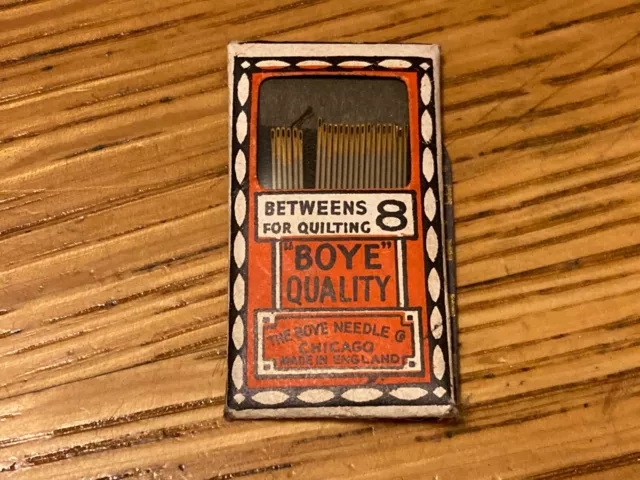 BETWEENS
FOR QUILTING 8
"BOYE"
QUALITY
THE BOYE NEEDLE Co
CHICAGO
MADE IN ENGLAND